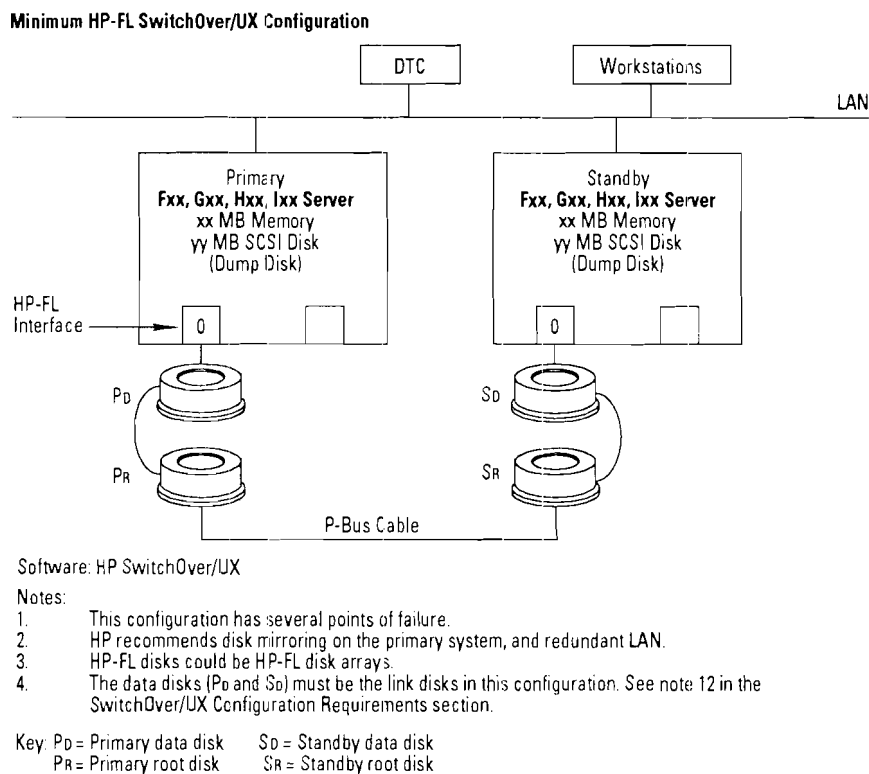 Minimum HP-FL SwitchOver/UX Configuration
DTC
Workstations
LAN
Primary
Fxx, Gxx, Hxx, Ixx Server
xx MB Memory
yy MB SCSI Disk
(Dump Disk)
Standby
Fxx, Gxx, Hxx, Ixx Server
xx MB Memory
yy MB SCSI Disk
(Dump Disk)
HP-FL
Interface
0
0
PD
SD
PR
SR
P-Bus Cable
Software: HP SwitchOver/UX
Notes:
1. This configuration has several points of failure.
2. HP recommends disk mirroring on the primary system, and redundant LAN.
3. HP-FL disks could be HP-FL disk arrays.
4. The data disks (PD and SD) must be the link disks in this configuration. See note 12 in the
SwitchOver/UX Configuration Requirements section.
Key: PD = Primary data disk SD = Standby data disk
PR = Primary root disk SR = Standby root disk